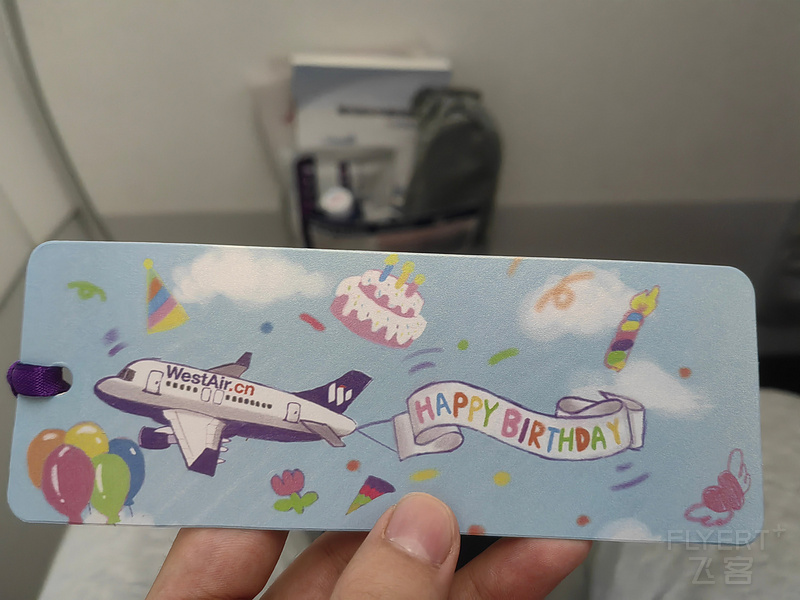 WestAir.cn
HAPPY BIRTHDAY
FLYERT+
飞客